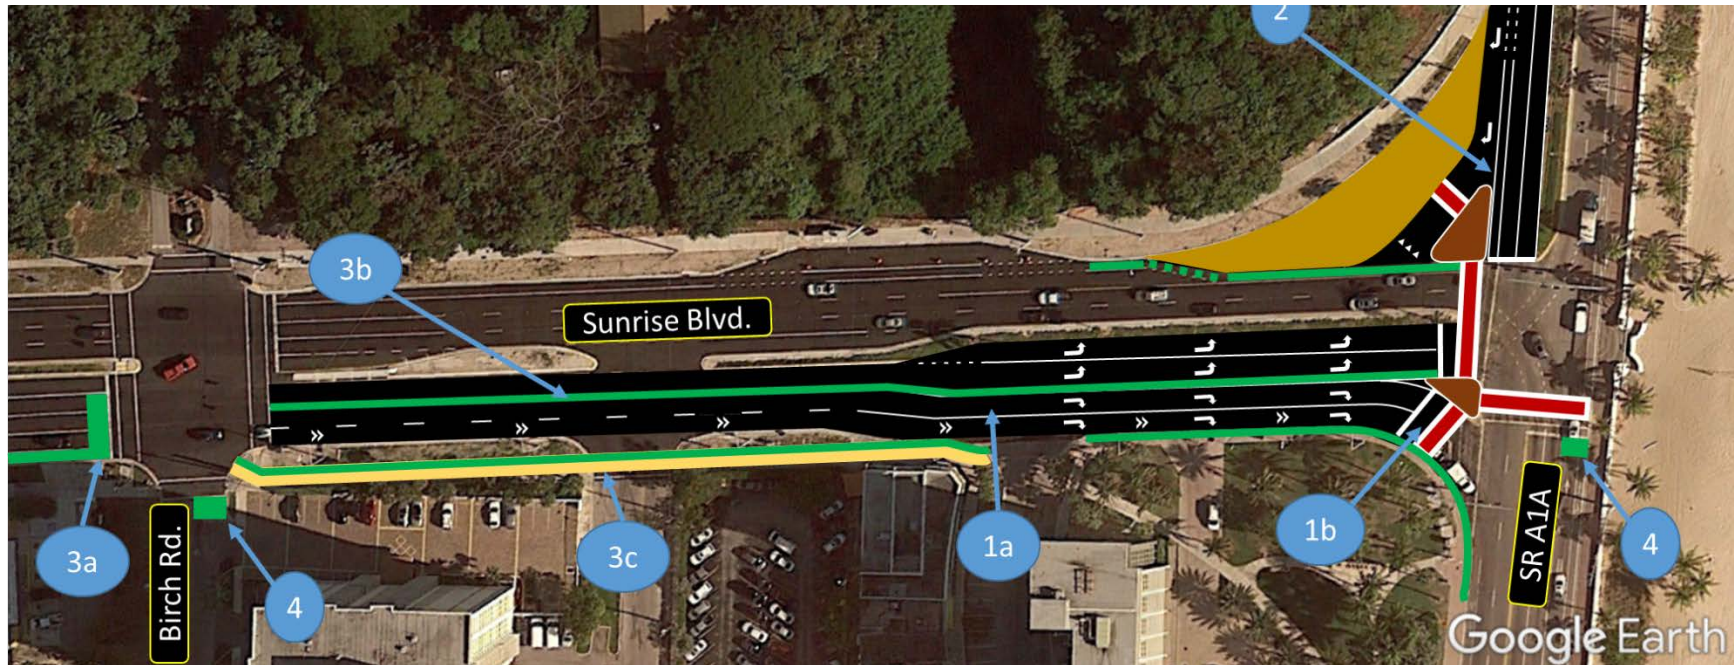 2
3b
Sunrise Blvd.
3a
Birch Rd.
4
3c
1a
1b
SR A1A
4
Google Earth